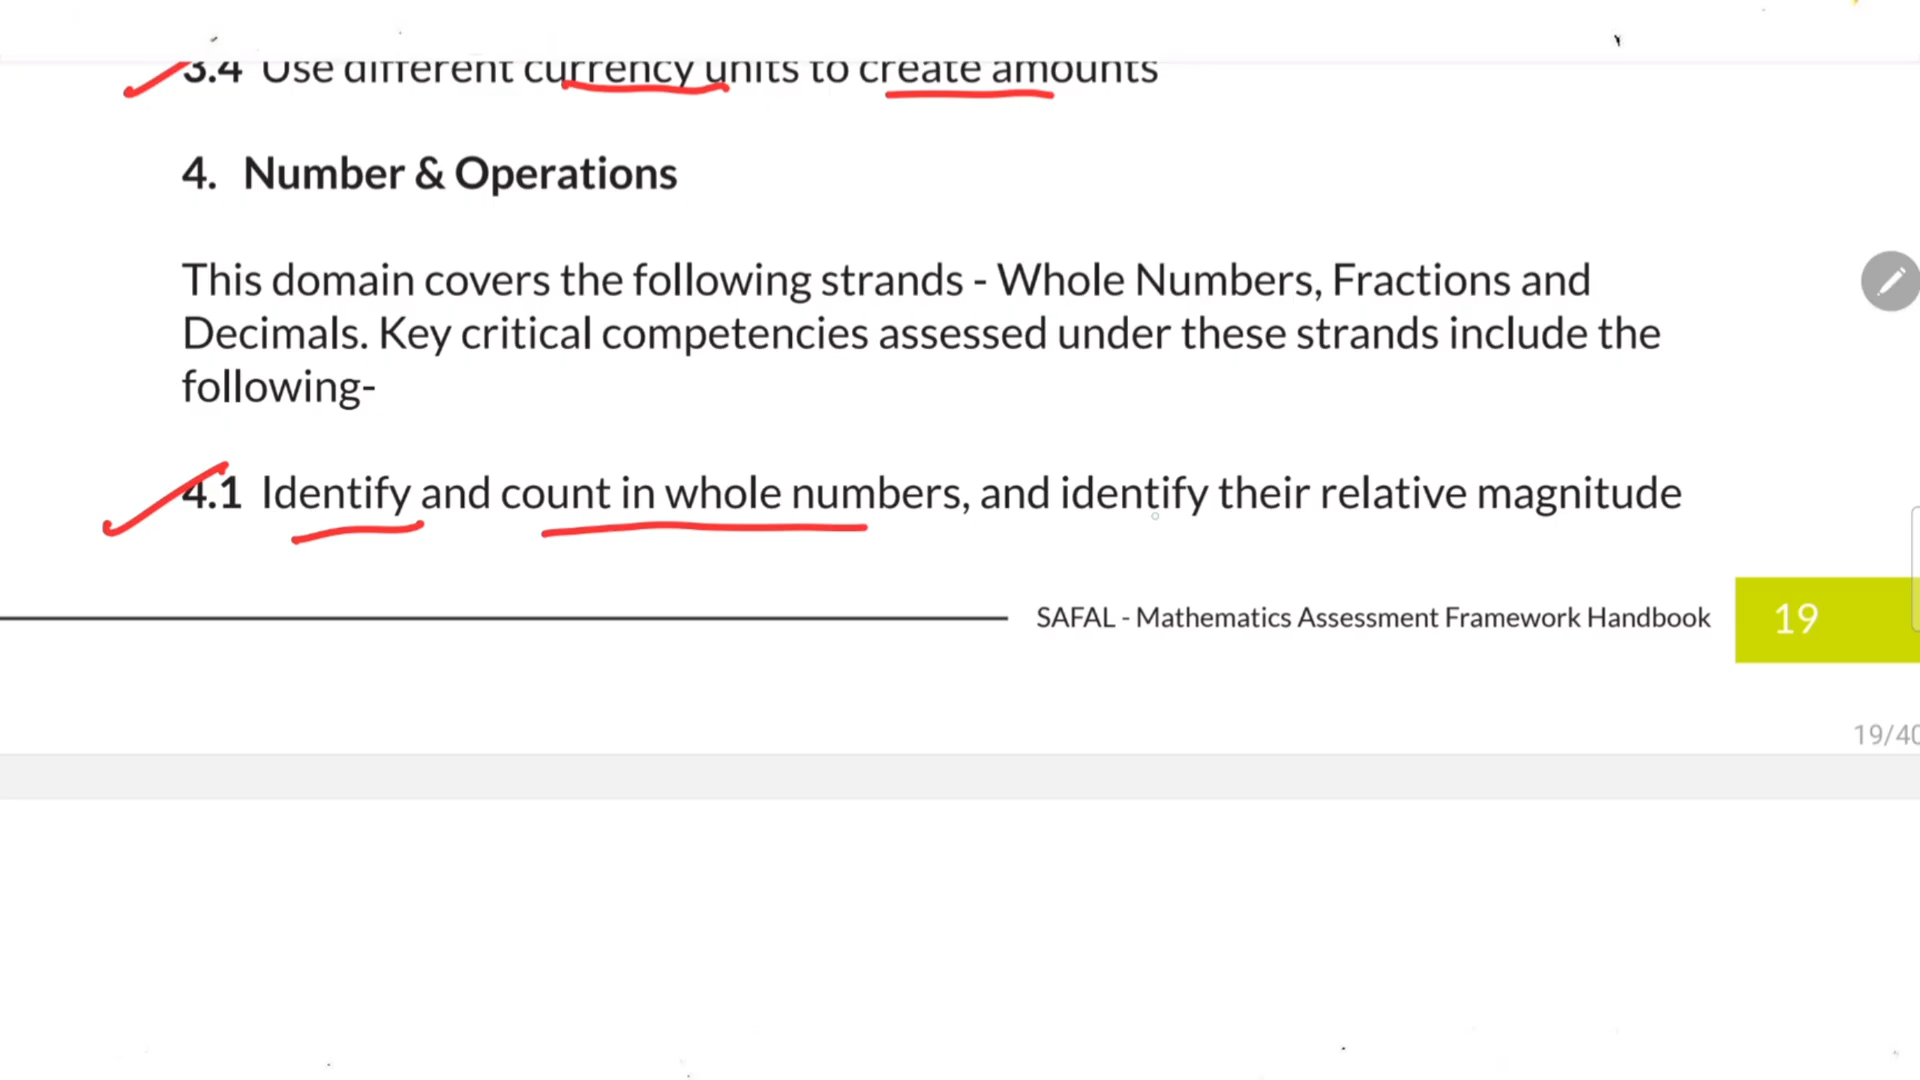 3.4 Use different currency units to create amounts
4. Number & Operations
This domain covers the following strands - Whole Numbers, Fractions and
Decimals. Key critical competencies assessed under these strands include the
following-
4.1 Identify and count in whole numbers, and identify their relative magnitude
SAFAL - Mathematics Assessment Framework Handbook
19
19/40